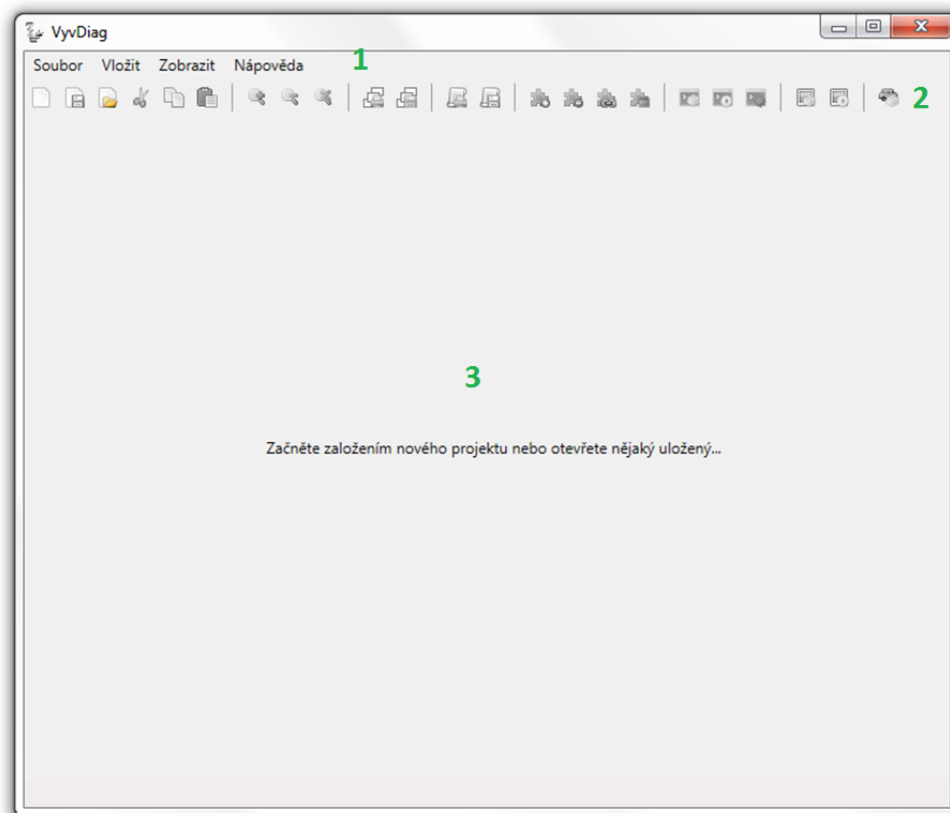 VyvDiag
Soubor Vložit Zobrazit Nápověda 1
2
3
Začněte založením nového projektu nebo otevřete nějaký uložený...